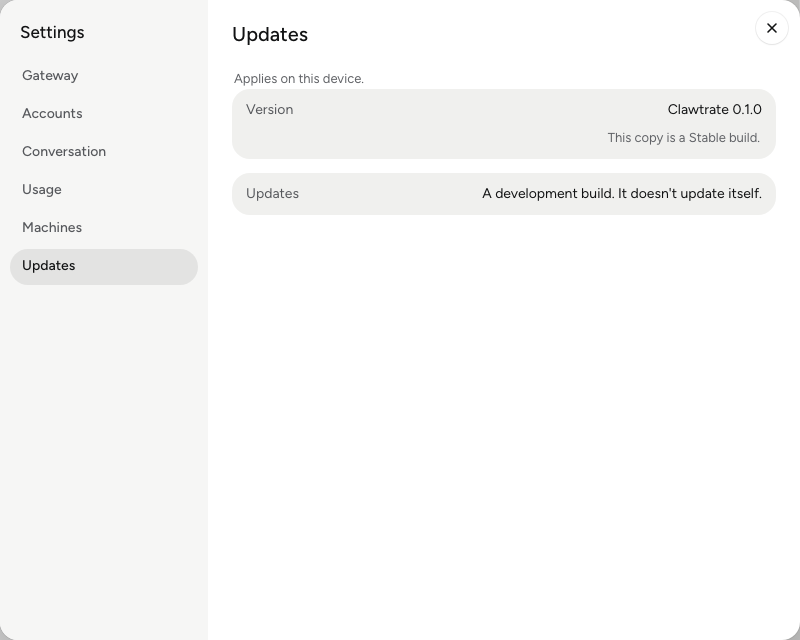 Settings
Gateway
Accounts
Conversation
Usage
Machines
Updates
Updates
Applies on this device.
Version
Clawtrate 0.1.0
This copy is a Stable build.
Updates
A development build. It doesn't update itself.